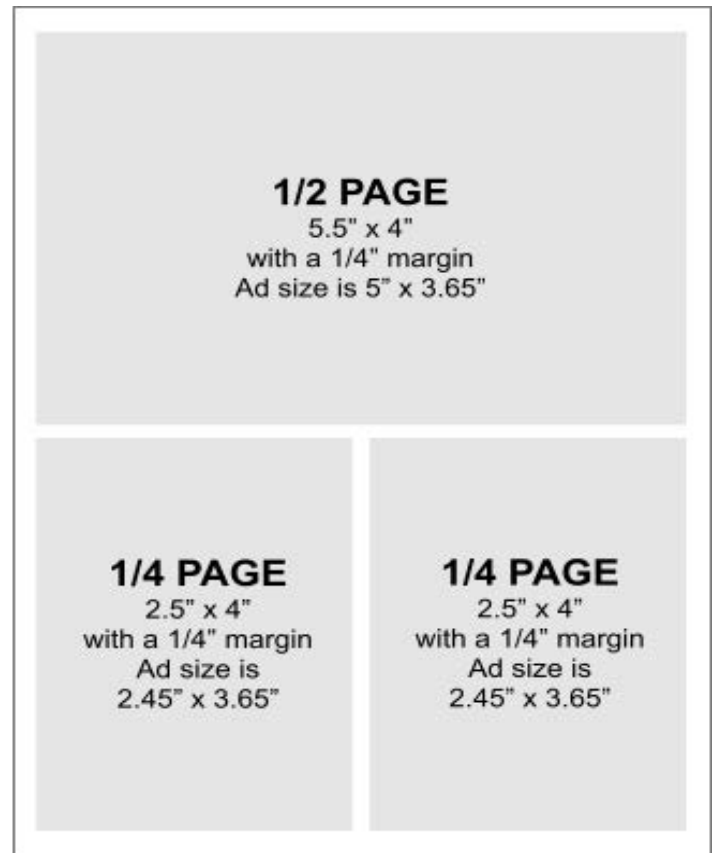 1/2 PAGE
5.5” x 4”
with a 1/4” margin
Ad size is 5” x 3.65”
1/4 PAGE
2.5” x 4”
with a 1/4” margin
Ad size is
2.45” x 3.65”
1/4 PAGE
2.5” x 4”
with a 1/4” margin
Ad size is
2.45” x 3.65”